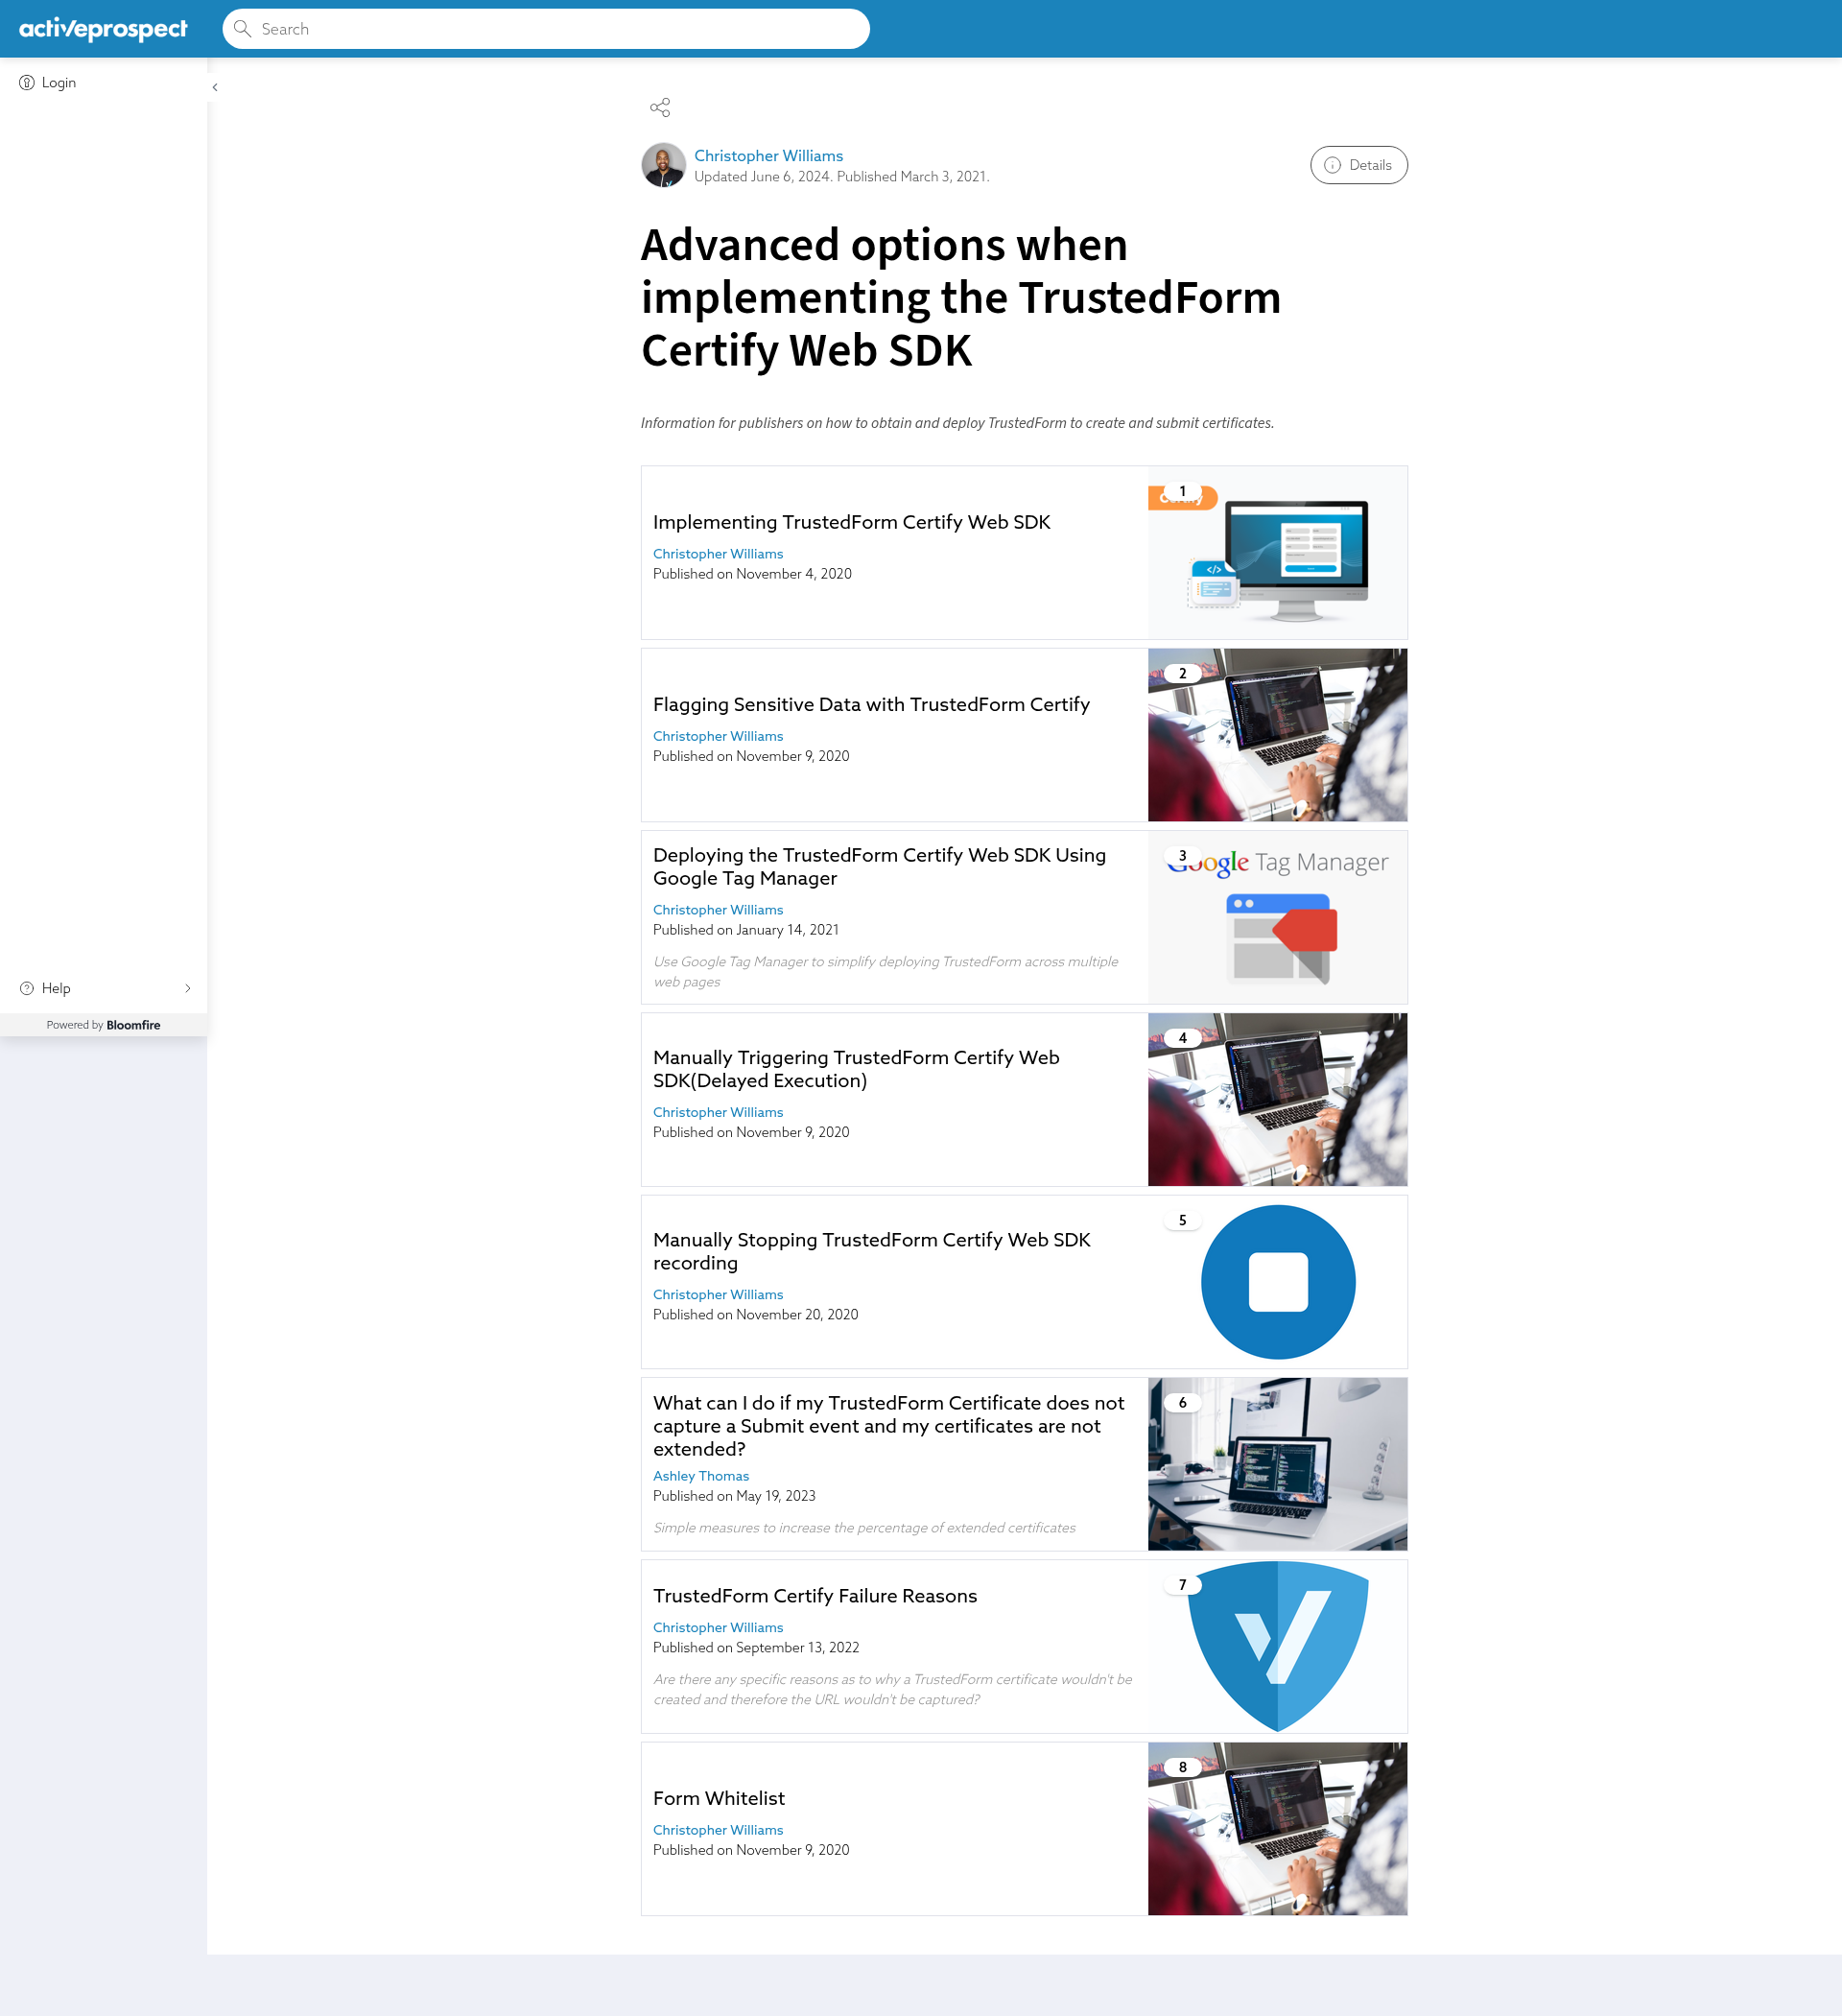 activeprospect
Search
Login
Christopher Williams
Updated June 6, 2024. Published March 3, 2021.
Details
Advanced options when
implementing the TrustedForm
Certify Web SDK
Information for publishers on how to obtain and deploy TrustedForm to create and submit certificates.
Implementing TrustedForm Certify Web SDK
Christopher Williams
Published on November 4, 2020
1
Flagging Sensitive Data with TrustedForm Certify
Christopher Williams
Published on November 9, 2020
2
Deploying the TrustedForm Certify Web SDK Using
Google Tag Manager
Christopher Williams
Published on January 14, 2021
Use Google Tag Manager to simplify deploying TrustedForm across multiple
web pages
3
Google Tag Manager
Manually Triggering TrustedForm Certify Web
SDK(Delayed Execution)
Christopher Williams
Published on November 9, 2020
4
Manually Stopping TrustedForm Certify Web SDK
recording
Christopher Williams
Published on November 20, 2020
5
What can I do if my TrustedForm Certificate does not
capture a Submit event and my certificates are not
extended?
Ashley Thomas
Published on May 19, 2023
Simple measures to increase the percentage of extended certificates
6
TrustedForm Certify Failure Reasons
Christopher Williams
Published on September 13, 2022
Are there any specific reasons as to why a TrustedForm certificate wouldn't be
created and therefore the URL wouldn't be captured?
7
Form Whitelist
Christopher Williams
Published on November 9, 2020
8
Help
Powered by Bloomfire